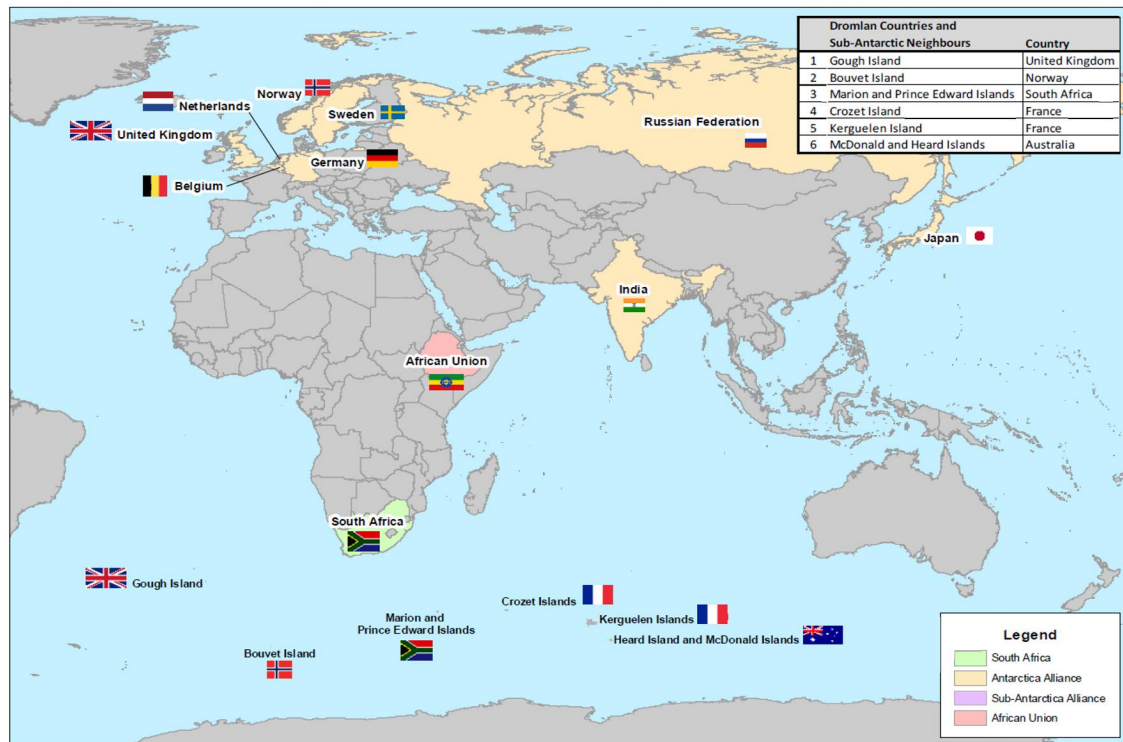 Dromlan Countries and
Sub-Antarctic Neighbours Country
1 Gough Island United Kingdom
2 Bouvet Island Norway
3 Marion and Prince Edward Islands South Africa
4 Crozet Island France
5 Kerguelen Island France
6 McDonald and Heard Islands Australia
Norway
Netherlands
Sweden
United Kingdom
Russian Federation
Germany
Belgium
Japan
India
African Union
South Africa
Gough Island
Crozet Islands
Marion and
Prince Edward Islands
Kerguelen Islands
Heard Island and McDonald Islands
Bouvet Island
Legend
South Africa
Antarctica Alliance
Sub-Antarctica Alliance
African Union